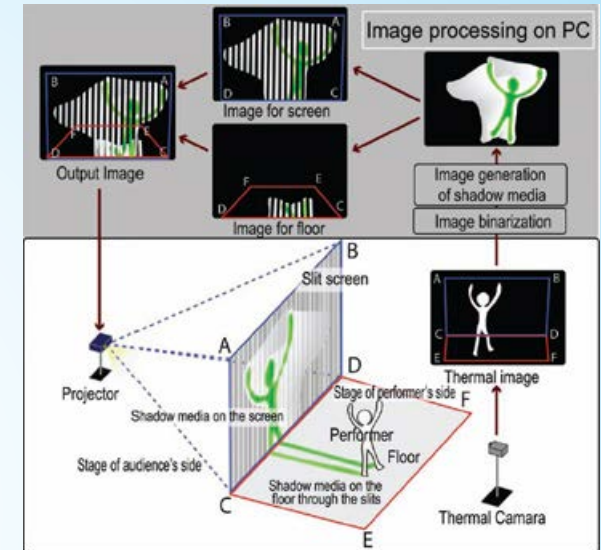 Image processing on PC
B A
D C
Image for screen
B A
F E
D C
Output Image
F E
D C
Image for floor
Image generation
of shadow media
Image binarization
B
Slit screen
A
D
Projector
Shadow media on the screen
Stage of performer's side
F
Performer
Floor
Stage of audience's side
Shadow media on the
floor through the slits
C
E
A B
C D
E F
Thermal image
Thermal Camara